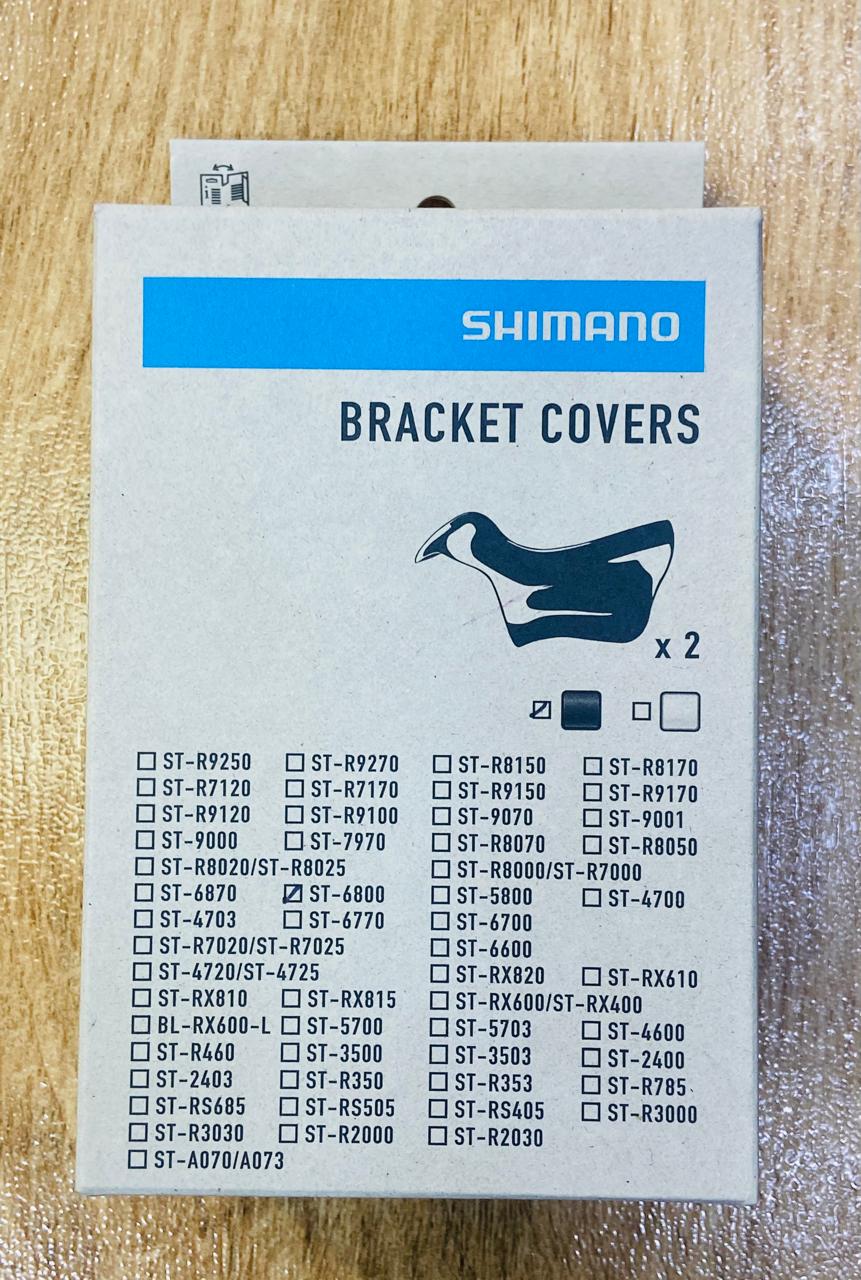 SHIMANO
BRACKET COVERS
x 2
ST-R9250 ST-R9270 ST-R8150 ST-R8170
ST-R7120 ST-R7170 ST-R9150 ST-R9170
ST-R9120 ST-R9100 ST-9070 ST-9001
ST-9000 ST-7970 ST-R8070 ST-R8050
ST-R8020/ST-R8025 ST-R8000/ST-R7000
ST-6870 ST-6800 ST-5800 ST-4700
ST-4703 ST-6770 ST-6700
ST-R7020/ST-R7025 ST-6600
ST-4720/ST-4725 ST-RX820 ST-RX610
ST-RX810 ST-RX815 ST-RX600/ST-RX400
BL-RX600-L ST-5700 ST-5703 ST-4600
ST-R460 ST-3500 ST-3503 ST-2400
ST-2403 ST-R350 ST-R353 ST-R785
ST-RS685 ST-RS505 ST-RS405 ST-R3000
ST-R3030 ST-R2000 ST-R2030
ST-A070/A073